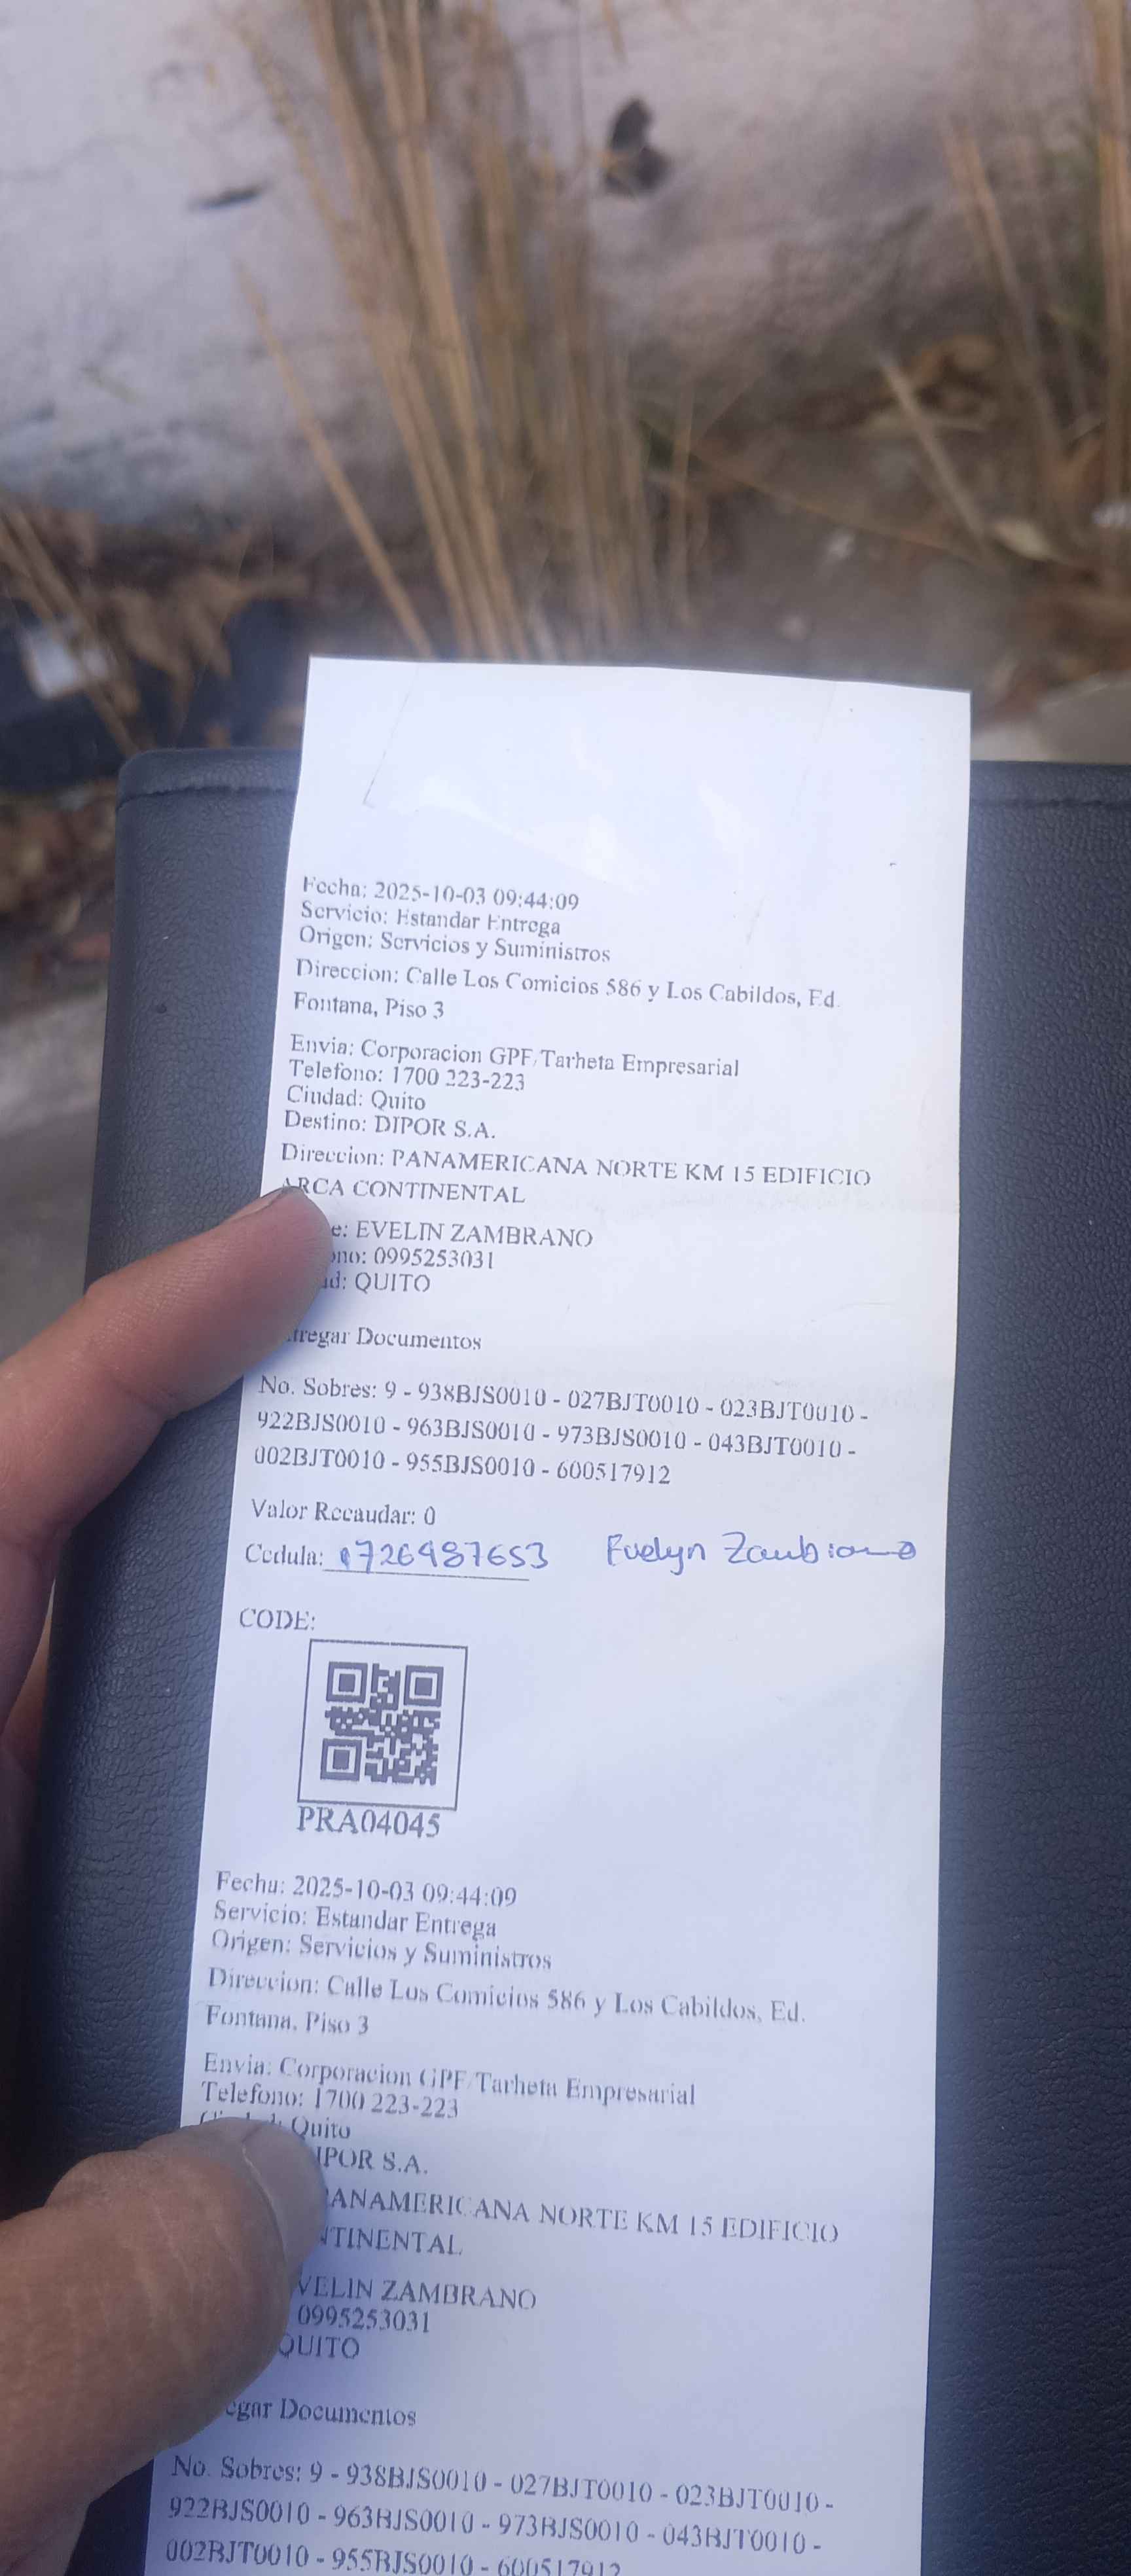 Fecha: 2025-10-03 09:44:09
Servicio: Estandar Entrega
Origen: Servicios y Suministros
Direccion: Calle Los Comicios 586 y Los Cabildos, Ed.
Fontana, Piso 3
Envia: Corporacion GPF/Tarheta Empresarial
Telefono: 1700 223-223
Ciudad: Quito
Destino: DIPOR S.A.
Direccion: PANAMERICANA NORTE KM 15 EDIFICIO
ARCA CONTINENTAL
e: EVELIN ZAMBRANO
ono: 0995253031
ad: QUITO
tregar Documentos
No. Sobres: 9 - 938BJS0010 - 027BJT0010 - 023BJT0010 -
922BJS0010 - 963BJS0010 - 973BJS0010 - 043BJT0010 -
002BJT0010 - 955BJS0010 - 600517912
Valor Recaudar: 0
Cedula: 1726487653 Evelyn Zambrano
CODE:
PRA04045
Fecha: 2025-10-03 09:44:09
Servicio: Estandar Entrega
Origen: Servicios y Suministros
Direccion: Calle Los Comicios 586 y Los Cabildos, Ed.
Fontana, Piso 3
Envia: Corporacion GPF/Tarheta Empresarial
Telefono: 1700 223-223
Quito
IPOR S.A.
ANAMERICANA NORTE KM 15 EDIFICIO
NTINENTAL
VELIN ZAMBRANO
0995253031
QUITO
egar Documentos
No. Sobres: 9 - 938BJS0010 - 027BJT0010 - 023BJT0010 -
922BJS0010 - 963BJS0010 - 973BJS0010 - 043BJT0010 -
002BJT0010 - 955BJS0010 - 600517912